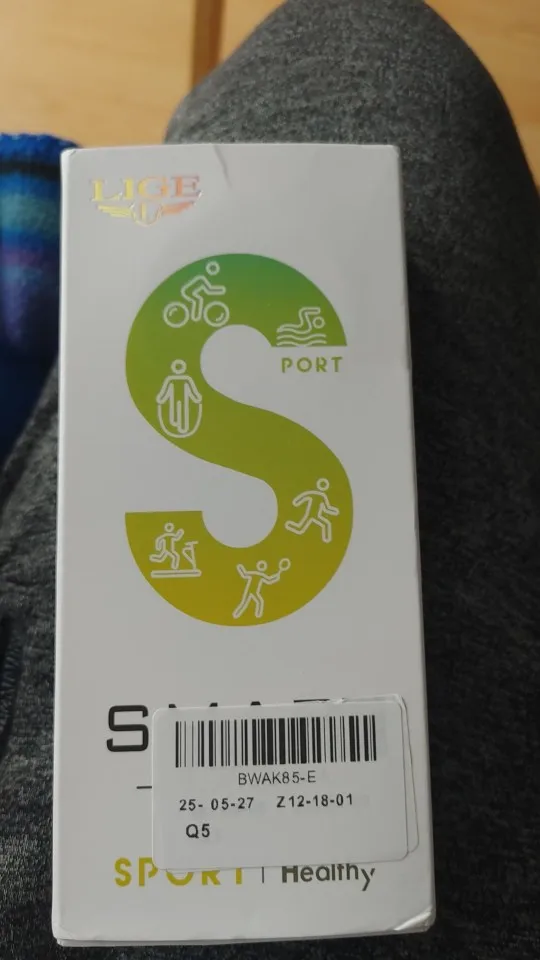 LIGE
S
PORT
BWAK85-E
25- 05-27 Z12-18-01
Q5
SPORT | Healthy